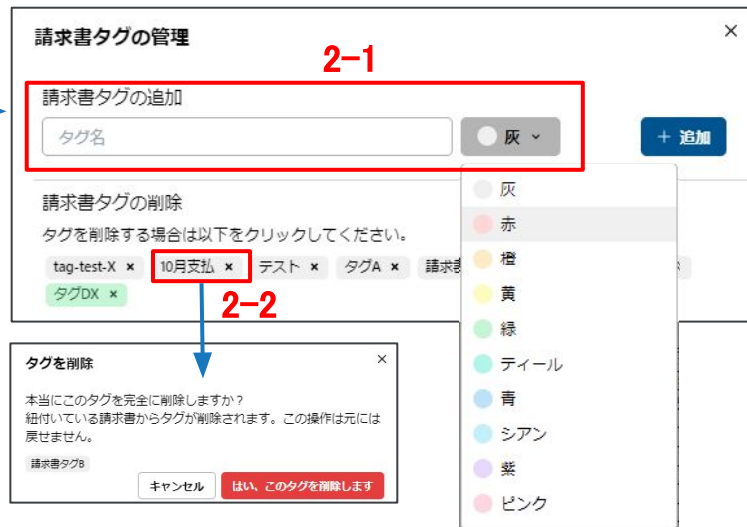 請求書タグの管理
×
2-1
請求書タグの追加
タグ名
灰
+ 追加
請求書タグの削除
タグを削除する場合は以下をクリックしてください。
tag-test-X × 10月支払 × テスト × タグA ×
タグDX ×
2-2
灰
赤
橙
黄
緑
ティール
青
シアン
紫
ピンク
タグを削除
×
本当にこのタグを完全に削除しますか？
紐付いている請求書からタグが削除されます。この操作は元には
戻せません。
請求書タグB
キャンセル はい、このタグを削除します